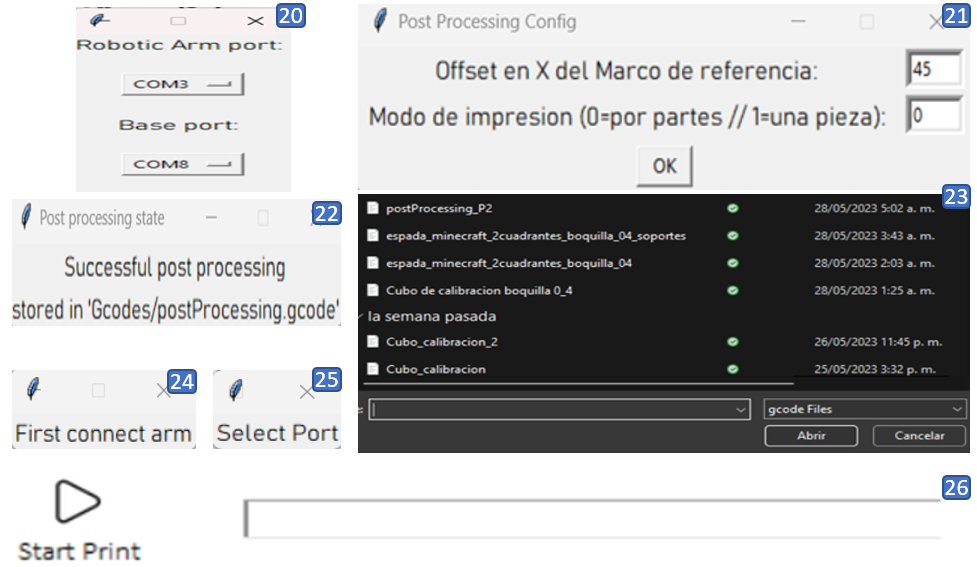 20
Robotic Arm port:
COM3
Base port:
COM8
21
Post Processing Config
Offset en X del Marco de referencia: 45
Modo de impresion (0=por partes // 1=una pieza): 0
OK
22
Post processing state
Successful post processing
stored in 'Gcodes/postProcessing.gcode'
23
postProcessing_P2 28/05/2023 5:02 a. m.
espada_minecraft_2cuadrantes_boquilla_04_soportes 28/05/2023 3:43 a. m.
espada_minecraft_2cuadrantes_boquilla_04 28/05/2023 2:03 a. m.
Cubo de calibracion boquilla 0_4 28/05/2023 1:25 a. m.
la semana pasada
Cubo_calibracion_2 26/05/2023 11:45 p. m.
Cubo_calibracion 25/05/2023 3:32 p. m.
gcode Files
Abrir Cancelar
24
First connect arm
25
Select Port
26
Start Print